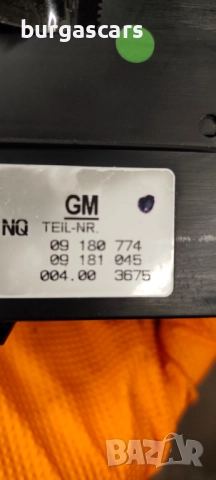 burgascars
GM
NQ TEIL-NR.
09 180 774
09 181 045
004.00 3675
BAZAR